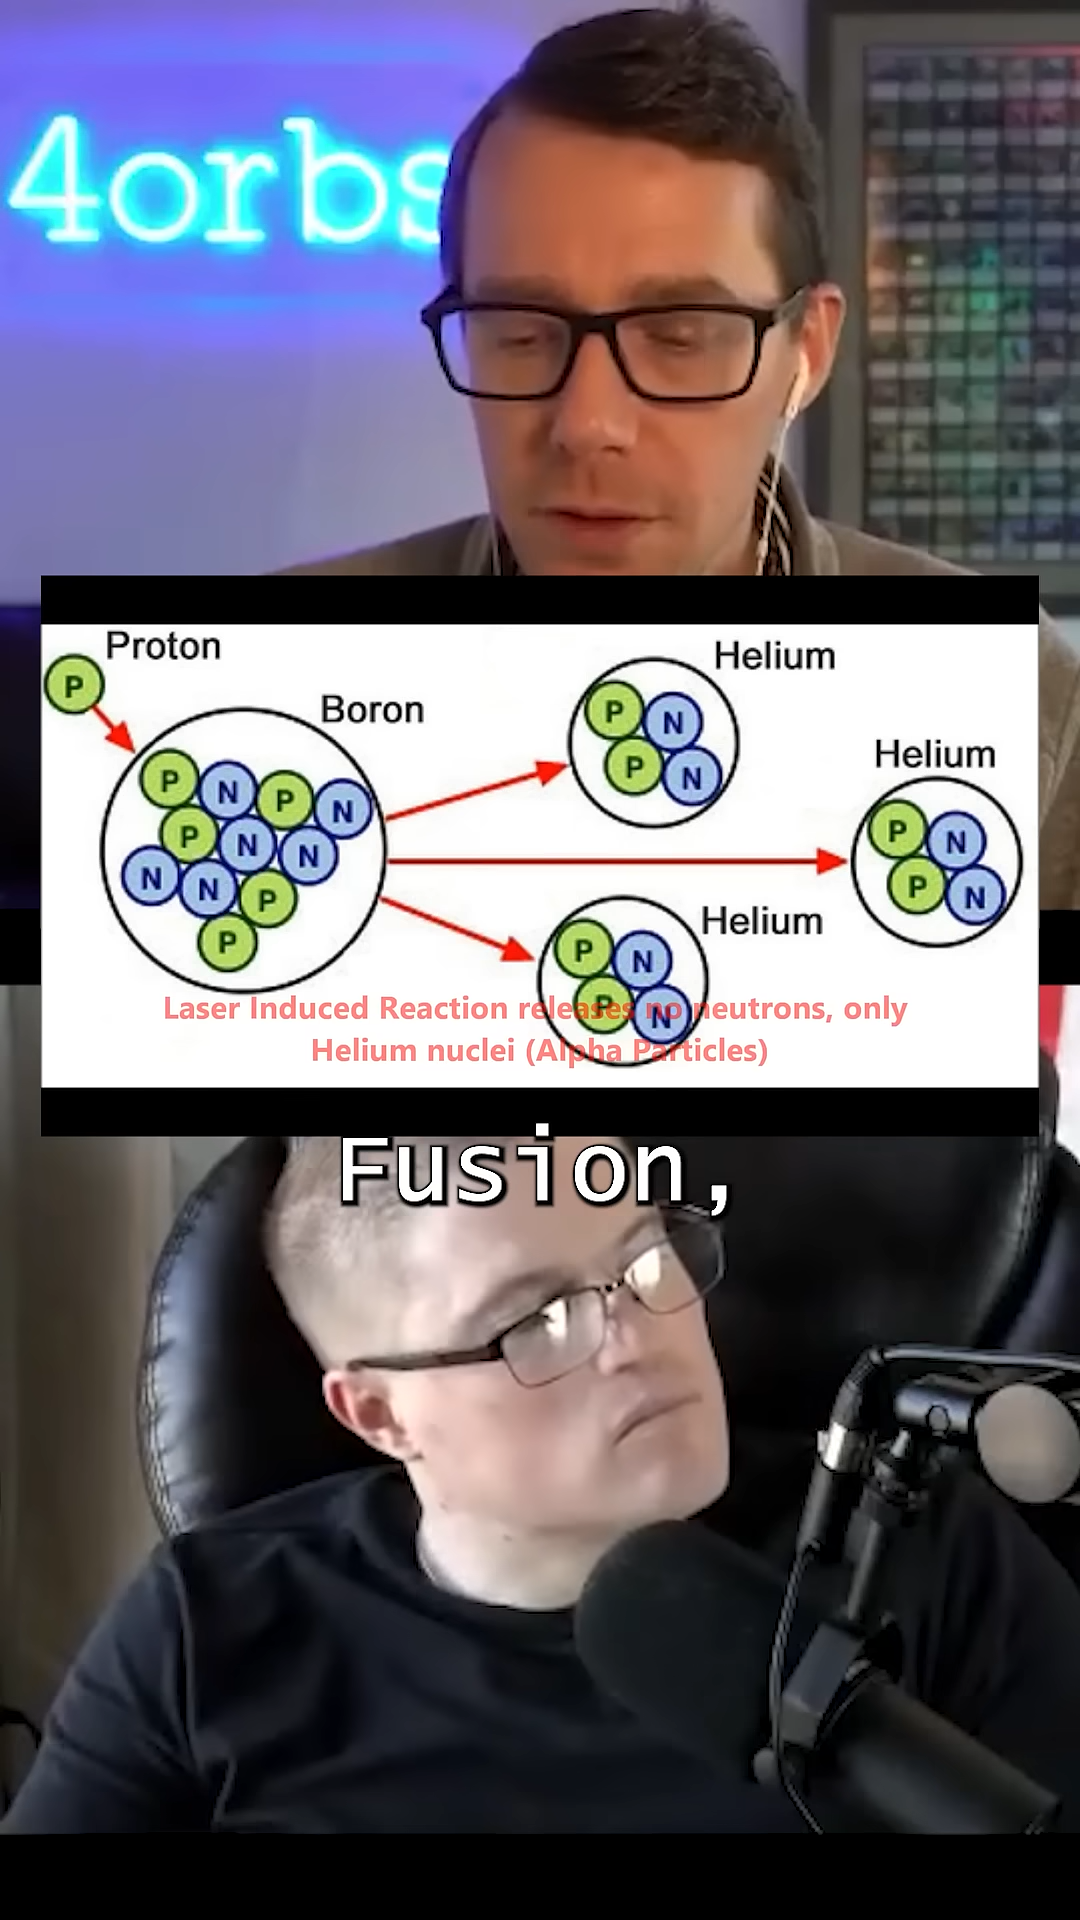 4orbs
Proton
P
Boron
P N P N
P N N
N N P
P
Helium
P N
P N
Helium
P N
P N
Helium
P N
P N
Laser Induced Reaction releases no neutrons, only
Helium nuclei (Alpha Particles)
Fusion,